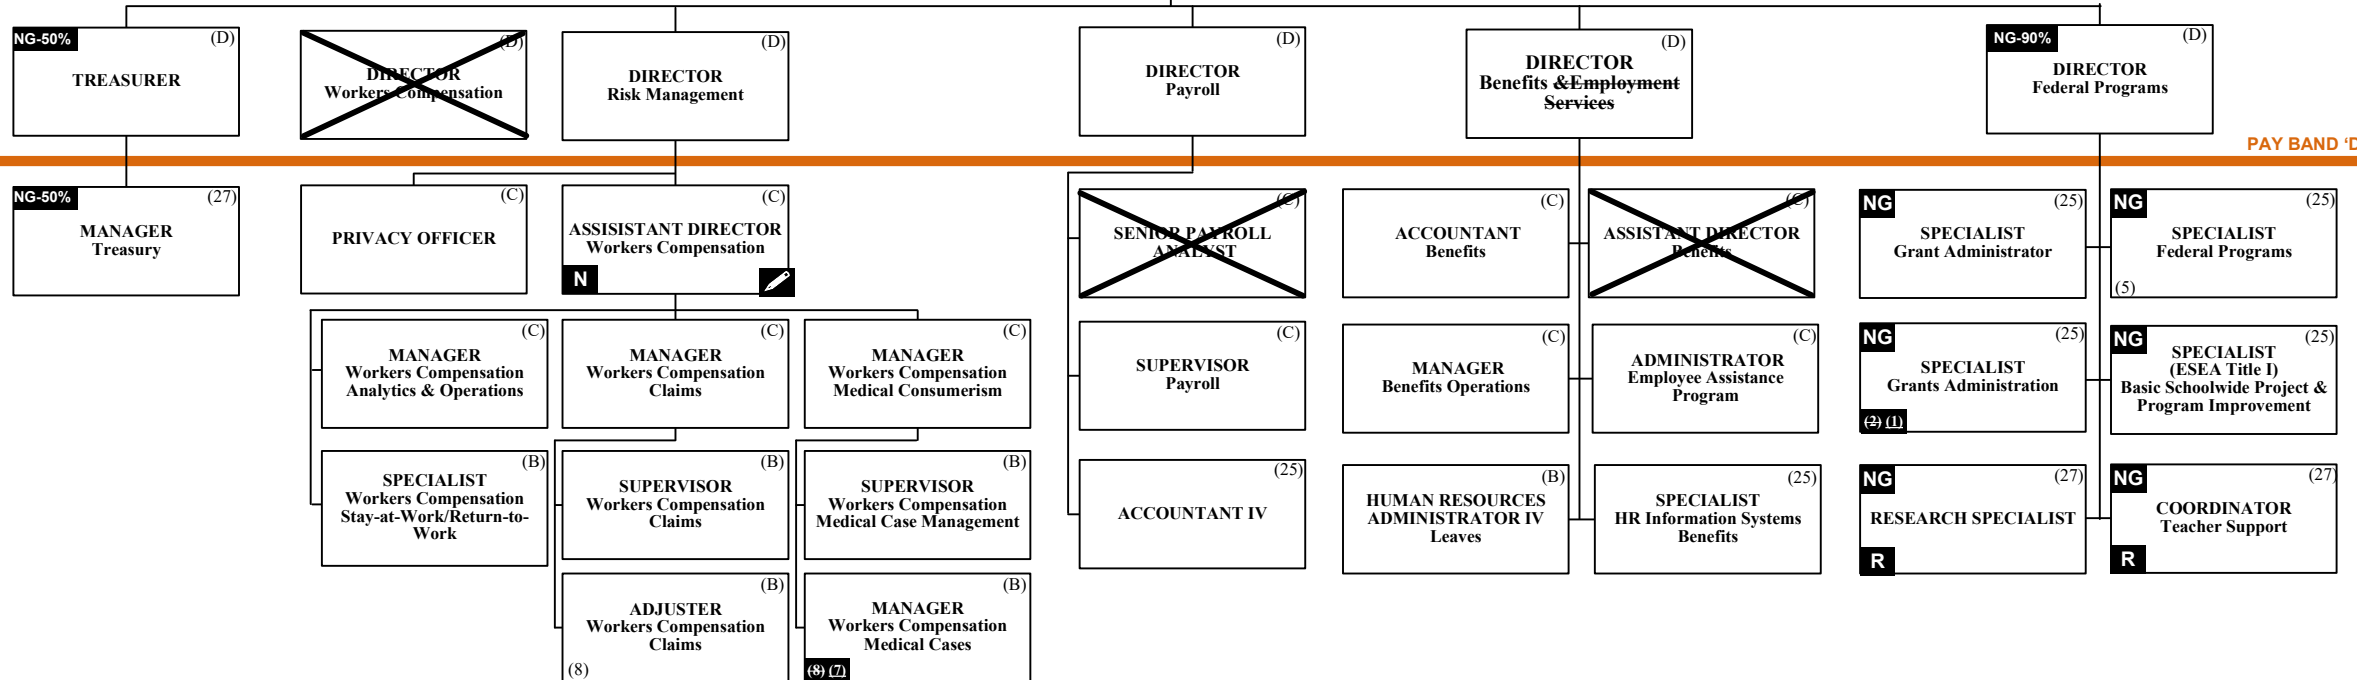 NG-50%
(D)
TREASURER
(D)
DIRECTOR
Workers Compensation
(D)
DIRECTOR
Risk Management
(D)
DIRECTOR
Payroll
(D)
DIRECTOR
Benefits &Employment
Services
NG-90%
(D)
DIRECTOR
Federal Programs
PAY BAND ‘D
NG-50%
(27)
MANAGER
Treasury
(C)
PRIVACY OFFICER
(C)
ASSISISTANT DIRECTOR
Workers Compensation
N
(C)
SENIOR PAYROLL
ANALYST
(C)
ACCOUNTANT
Benefits
(C)
ASSISTANT DIRECTOR
Benefits
NG
(25)
SPECIALIST
Grant Administrator
NG
(25)
SPECIALIST
Federal Programs
(5)
(C)
MANAGER
Workers Compensation
Analytics & Operations
(C)
MANAGER
Workers Compensation
Claims
(C)
MANAGER
Workers Compensation
Medical Consumerism
(C)
SUPERVISOR
Payroll
(C)
MANAGER
Benefits Operations
(C)
ADMINISTRATOR
Employee Assistance
Program
NG
(25)
SPECIALIST
Grants Administration
(2) (1)
NG
(25)
SPECIALIST
(ESEA Title I)
Basic Schoolwide Project &
Program Improvement
(B)
SPECIALIST
Workers Compensation
Stay-at-Work/Return-to-
Work
(B)
SUPERVISOR
Workers Compensation
Claims
(B)
SUPERVISOR
Workers Compensation
Medical Case Management
(25)
ACCOUNTANT IV
(B)
HUMAN RESOURCES
ADMINISTRATOR IV
Leaves
(25)
SPECIALIST
HR Information Systems
Benefits
NG
(27)
RESEARCH SPECIALIST
R
NG
(27)
COORDINATOR
Teacher Support
R
(B)
ADJUSTER
Workers Compensation
Claims
(8)
(B)
MANAGER
Workers Compensation
Medical Cases
(8) (7)